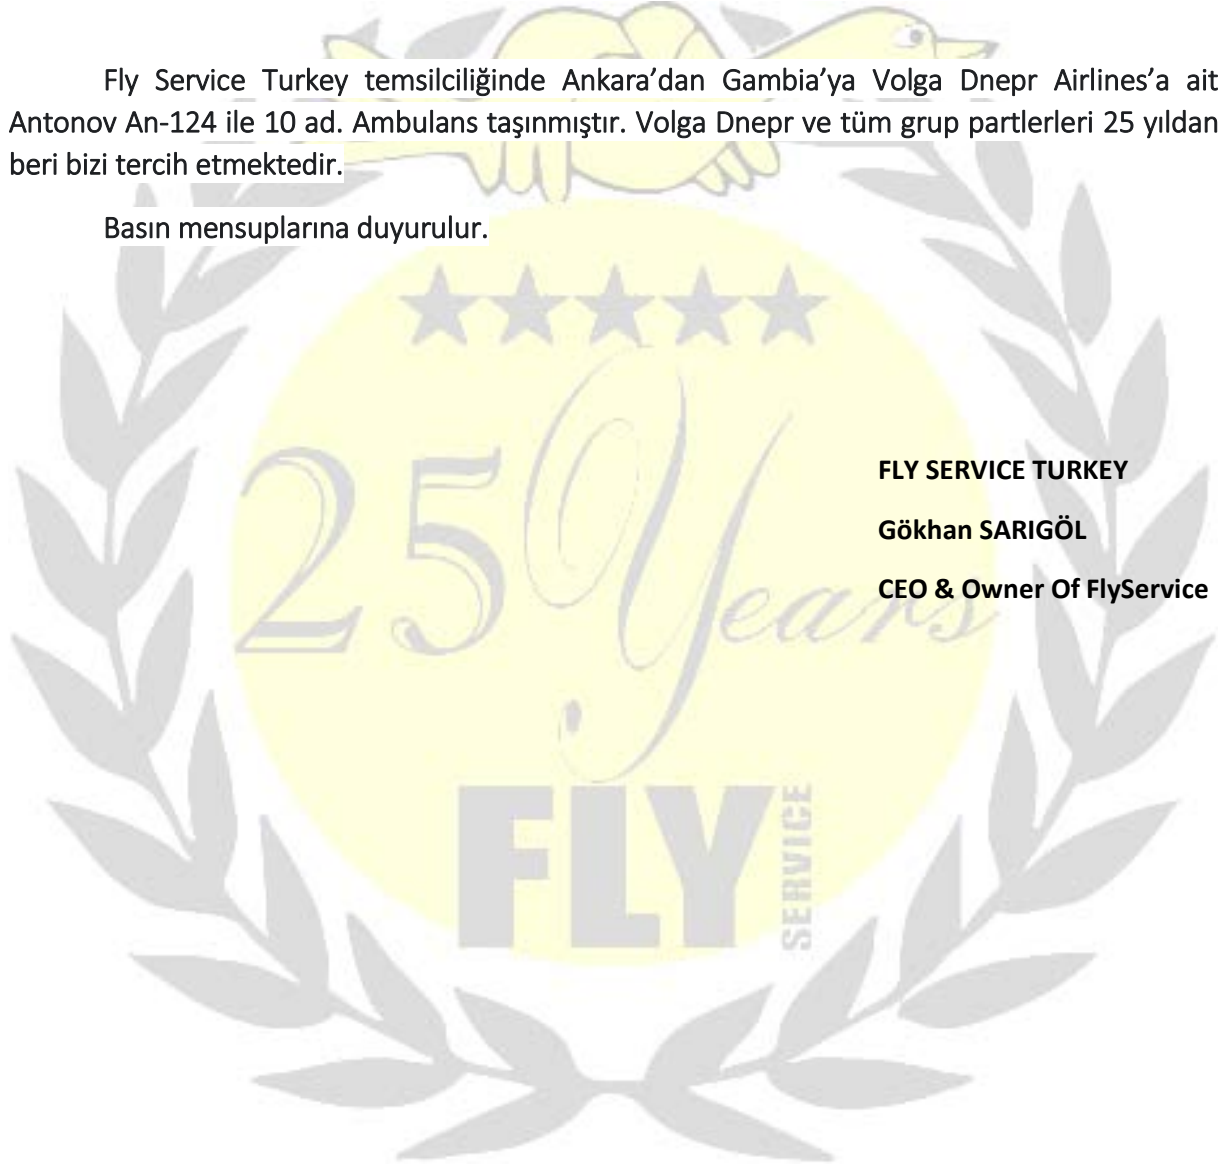 Fly Service Turkey temsilciliğinde Ankara’dan Gambia’ya Volga Dnepr Airlines’a ait
Antonov An-124 ile 10 ad. Ambulans taşınmıştır. Volga Dnepr ve tüm grup partlerleri 25 yıldan
beri bizi tercih etmektedir.
Basın mensuplarına duyurulur.
FLY SERVICE TURKEY
Gökhan SARIGÖL
CEO & Owner Of FlyService
25 Years
FLY
SERVICE